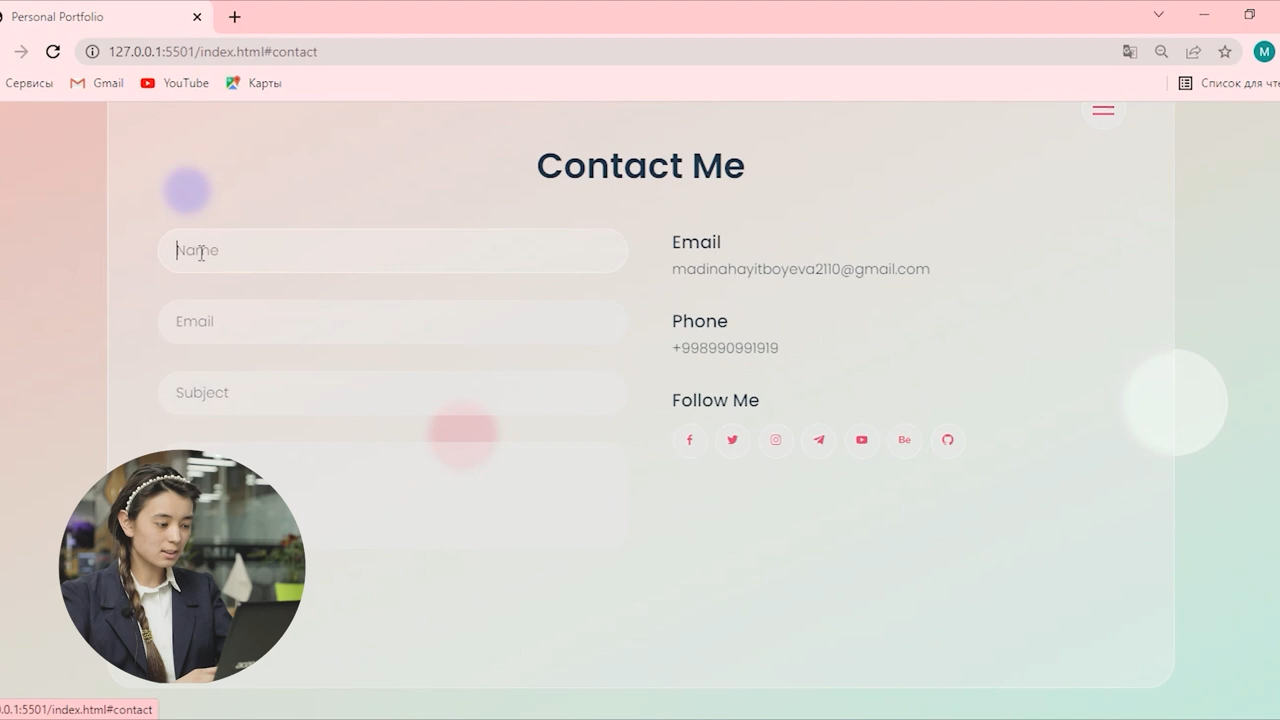 Personal Portfolio
127.0.0.1:5501/index.html#contact
M
Сервисы
Gmail
YouTube
Карты
Список для чте
Contact Me
Name
Email
Subject
Email
madinahayitboyeva2110@gmail.com
Phone
+998990991919
Follow Me
Bē
0.0.1:5501/index.html#contact